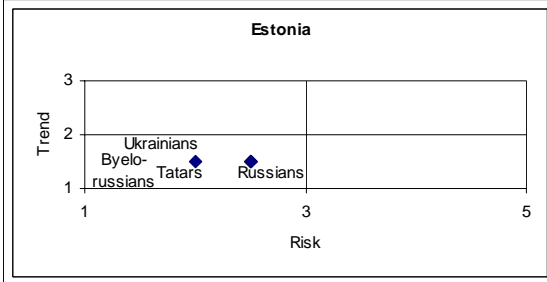 Estonia
3
Trend
2
Ukrainians
Byelo-
russians
Tatars
Russians
1
1
3
5
Risk